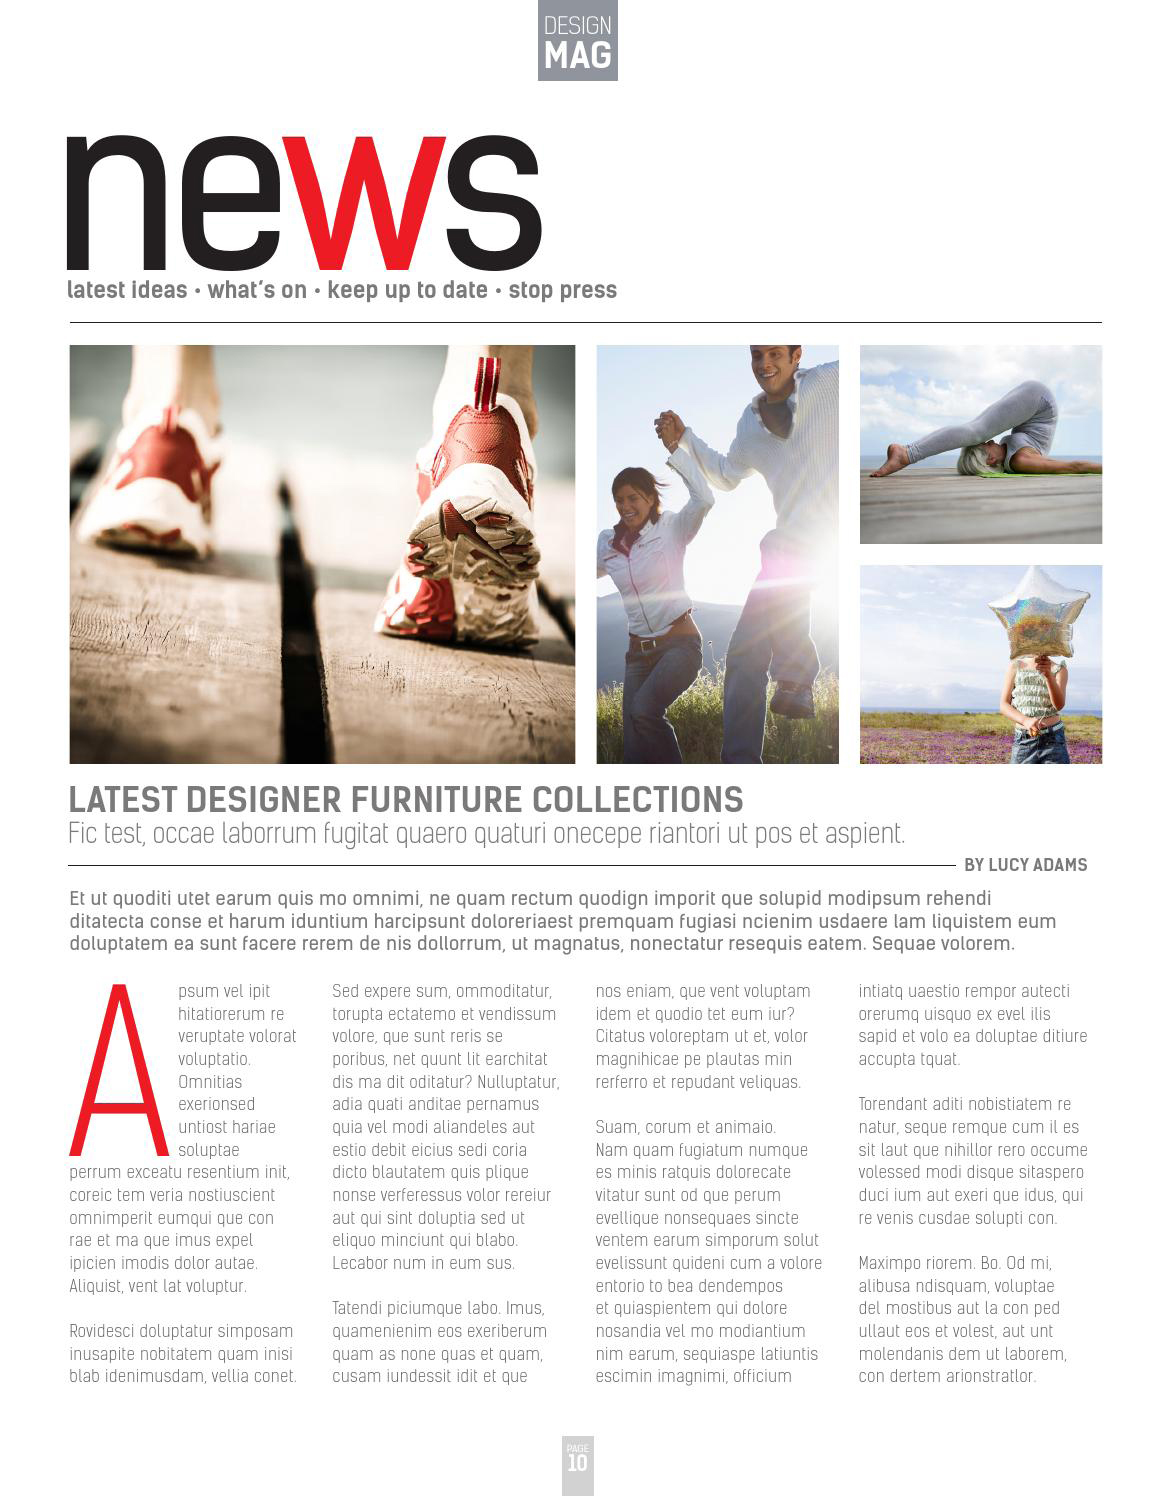 DESIGN
MAG
news
latest ideas • what's on • keep up to date • stop press
LATEST DESIGNER FURNITURE COLLECTIONS
Fic test, occae laborrum fugitat quaero quaturi onecepe riantori ut pos et aspient.
BY LUCY ADAMS
Et ut quoditi utet earum quis mo omnimi, ne quam rectum quodign imporit que solupid modipsum rehendi
ditatecta conse et harum iduntium harcipsunt doloreriaest premquam fugiasi ncienim usdaere lam liquistem eum
doluptatem ea sunt facere rerem de nis dollorrum, ut magnatus, nonectatur resequis eatem. Sequae volorem.
A
psum vel ipit
hitatiorerum re
veruptate volorat
voluptatio.
Omnitias
exerionsed
untiost hariae
soluptae
perrum exceatu resentium init,
coreic tem veria nostiuscient
omnimperit eumqui que con
rae et ma que imus expel
ipicien imodis dolor autae.
Aliquist, vent lat voluptur.
Rovidesci doluptatur simposam
inusapite nobitatem quam inisi
blab idenimusdam, vellia conet.
Sed expere sum, ommoditatur,
torupta ectatemo et vendissum
volore, que sunt reris se
poribus, net quunt lit earchitat
dis ma dit oditatur? Nulluptatur,
adia quati anditae pernamus
quia vel modi aliandeles aut
estio debit eicius sedi coria
dicto blautatem quis plique
nonse verferessus volor rereiur
aut qui sint doluptia sed ut
eliquo minciunt qui blabo.
Lecabor num in eum sus.
Tatendi piciumque labo. Imus,
quamenienim eos exeriberum
quam as none quas et quam,
cusam iundessit idit et que
nos eniam, que vent voluptam
idem et quodio tet eum iur?
Citatus voloreptam ut et, volor
magnihicae pe plautas min
rerferro et repudant veliquas.
Suam, corum et animaio.
Nam quam fugiatum numque
es minis ratquis dolorecate
vitatur sunt od que perum
evellique nonsequaes sincte
ventem earum simporum solut
evelissunt quideni cum a volore
entorio to bea dendempos
et quiaspientem qui dolore
nosandia vel mo modiantium
nim earum, sequiaspe latiuntis
escimin imagnimi, officium
intiatq uaestio rempor autecti
orerumq uisquo ex evel ilis
sapid et volo ea doluptae ditiure
accupta tquat.
Torendant aditi nobistiatem re
natur, seque remque cum il es
sit laut que nihillor rero occume
volessed modi disque sitaspero
duci ium aut exeri que idus, qui
re venis cusdae solupti con.
Maximpo riorem. Bo. Od mi,
alibusa ndisquam, voluptae
del mostibus aut la con ped
ullaut eos et volest, aut unt
molendanis dem ut laborem,
con dertem arionstratlor.
PAGE
10